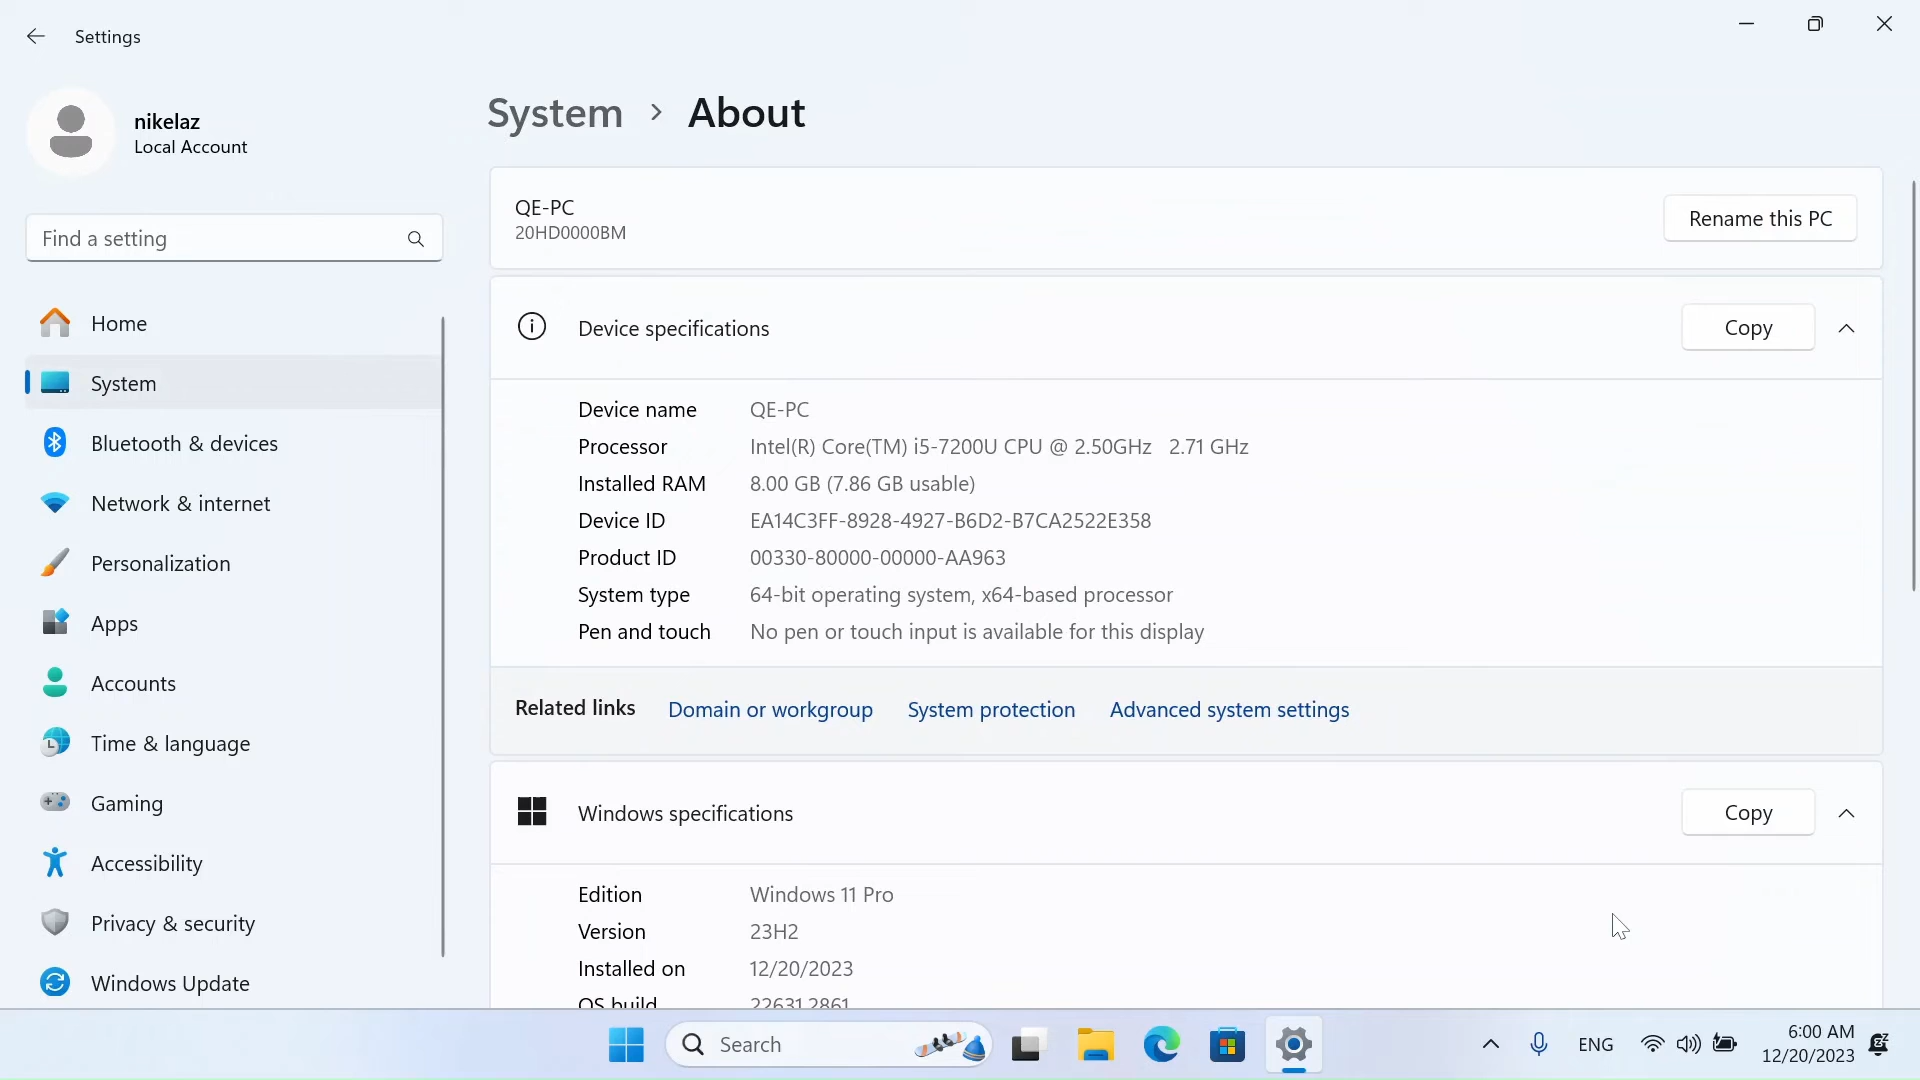 Settings
nikelaz
Local Account
Find a setting
Home
System
Bluetooth & devices
Network & internet
Personalization
Apps
Accounts
Time & language
Gaming
Accessibility
Privacy & security
Windows Update
System > About
QE-PC
20HD0000BM
Rename this PC
Device specifications
Copy
Device name QE-PC
Processor Intel(R) Core(TM) i5-7200U CPU @ 2.50GHz 2.71 GHz
Installed RAM 8.00 GB (7.86 GB usable)
Device ID EA14C3FF-8928-4927-B6D2-B7CA2522E358
Product ID 00330-80000-00000-AA963
System type 64-bit operating system, x64-based processor
Pen and touch No pen or touch input is available for this display
Related links Domain or workgroup System protection Advanced system settings
Windows specifications
Copy
Edition Windows 11 Pro
Version 23H2
Installed on 12/20/2023
OS build 22631.2861
Search
ENG
6:00 AM
12/20/2023